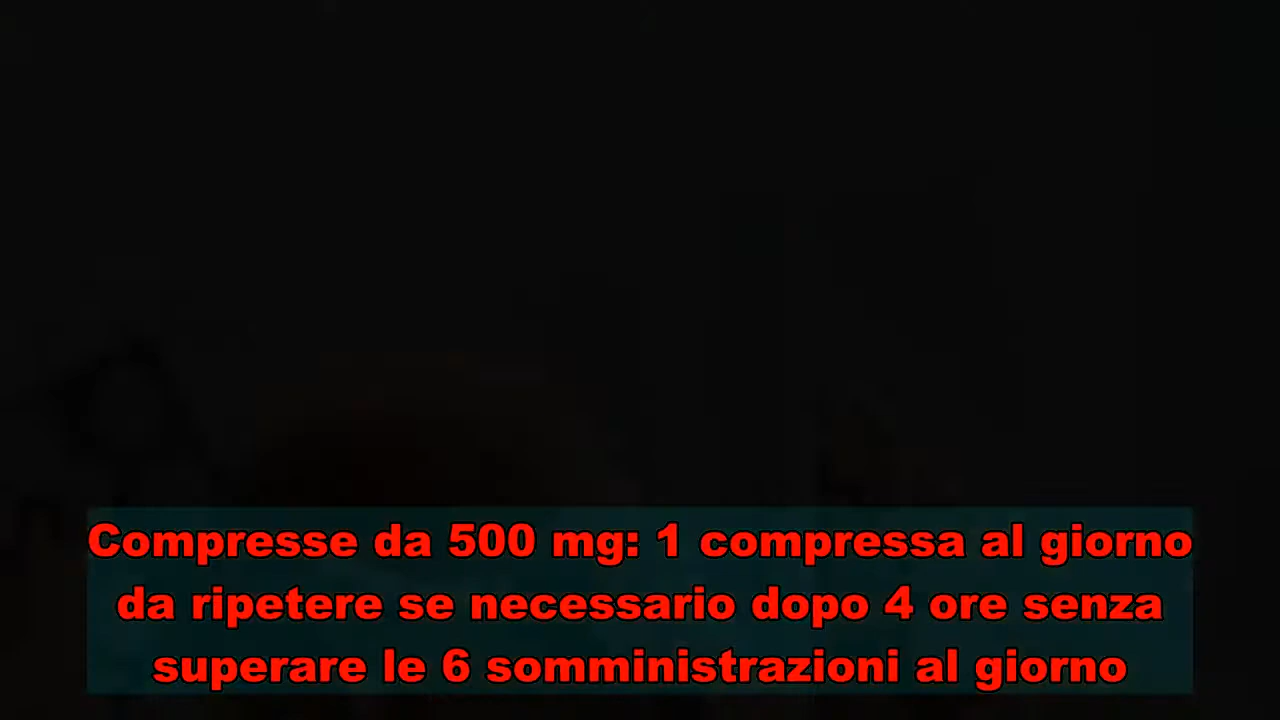 Compresse da 500 mg: 1 compressa al giorno
da ripetere se necessario dopo 4 ore senza
superare le 6 somministrazioni al giorno